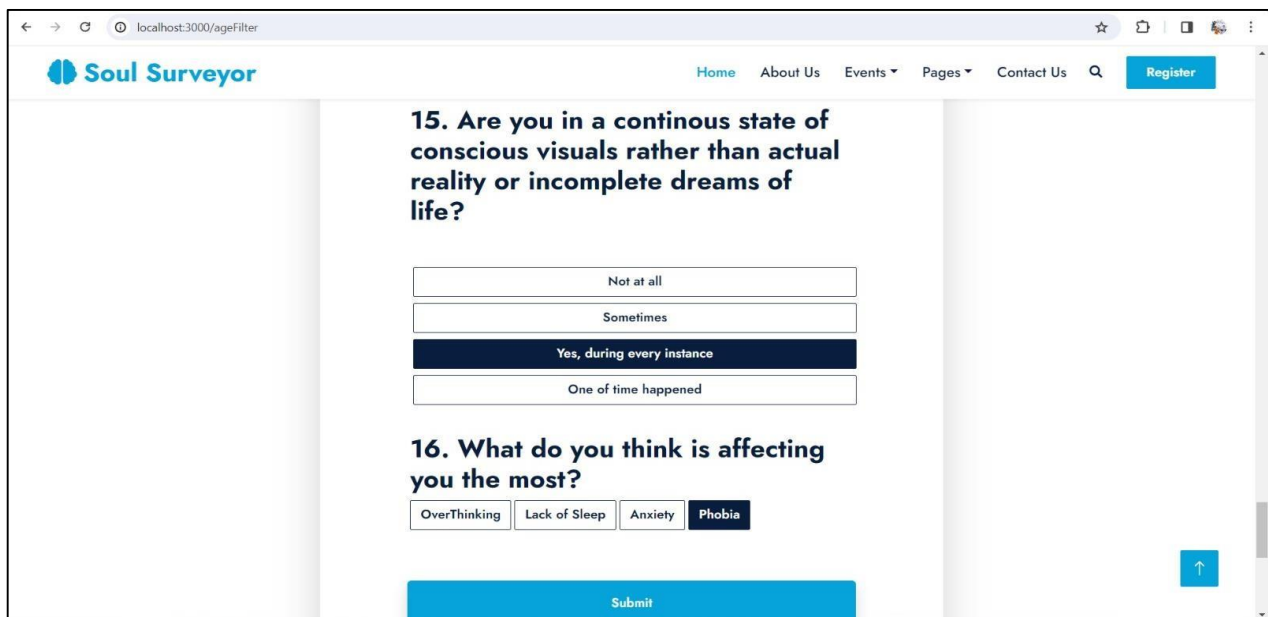 localhost:3000/ageFilter
Soul Surveyor
Home About Us Events Pages Contact Us Register
15. Are you in a continous state of
conscious visuals rather than actual
reality or incomplete dreams of
life?
Not at all
Sometimes
Yes, during every instance
One of time happened
16. What do you think is affecting
you the most?
OverThinking Lack of Sleep Anxiety Phobia
Submit